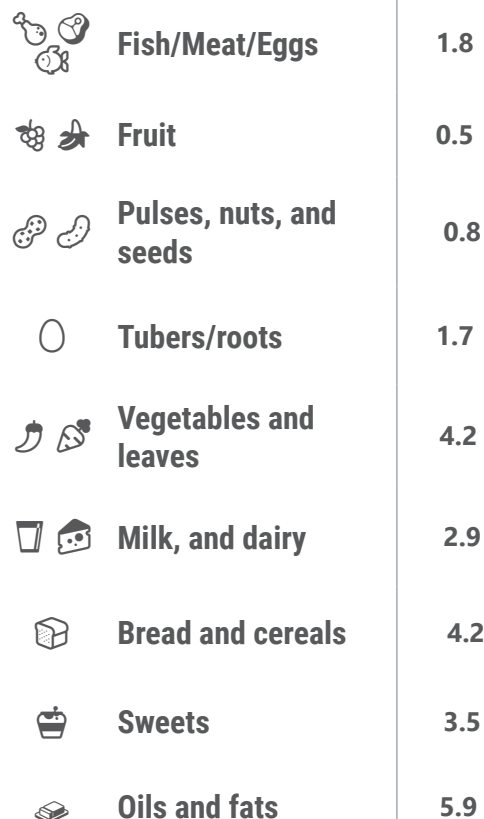 Fish/Meat/Eggs 1.8
Fruit 0.5
Pulses, nuts, and
seeds 0.8
Tubers/roots 1.7
Vegetables and
leaves 4.2
Milk, and dairy 2.9
Bread and cereals 4.2
Sweets 3.5
Oils and fats 5.9